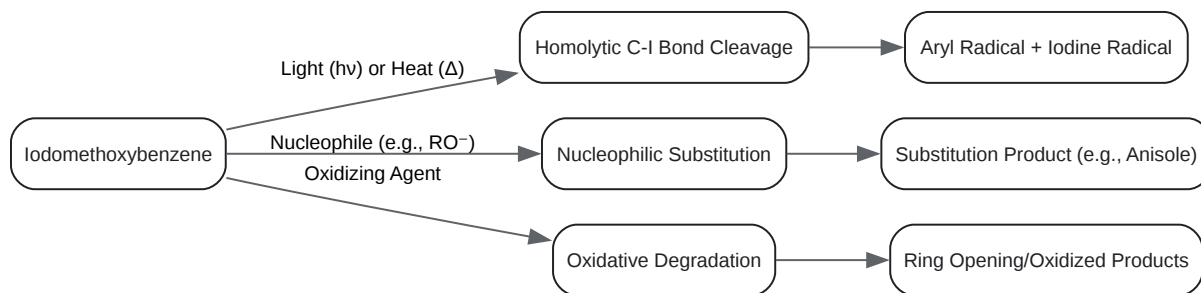 Homolytic C-I Bond Cleavage
Aryl Radical + Iodine Radical
Light (hν) or Heat (Δ)
Iodomethoxybenzene
Nucleophile (e.g., RO⁻)
Nucleophilic Substitution
Substitution Product (e.g., Anisole)
Oxidizing Agent
Oxidative Degradation
Ring Opening/Oxidized Products